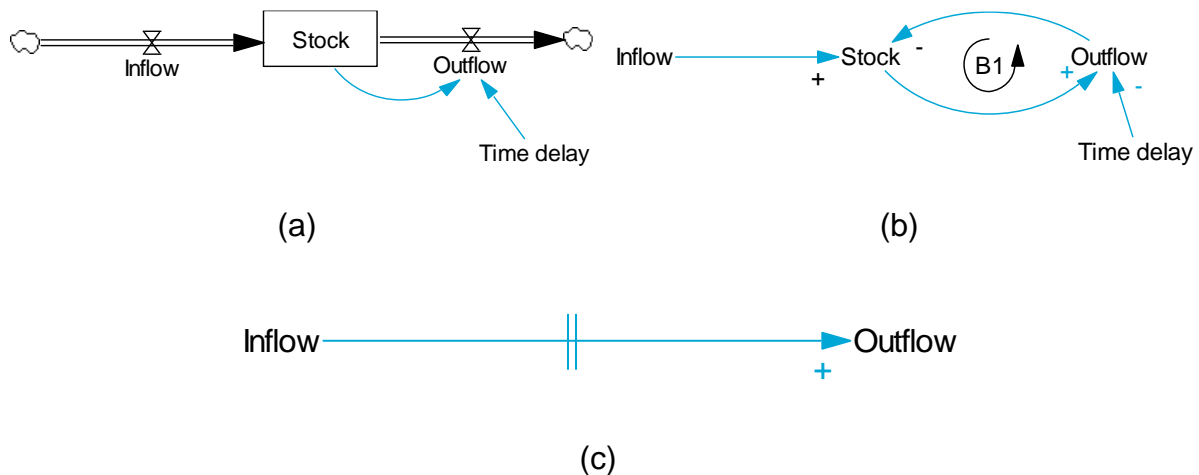 Stock
Inflow
Outflow
Time delay
(a)
Inflow
+
Stock
-
B1
+
Outflow
-
Time delay
(b)
Inflow
+
Outflow
(c)